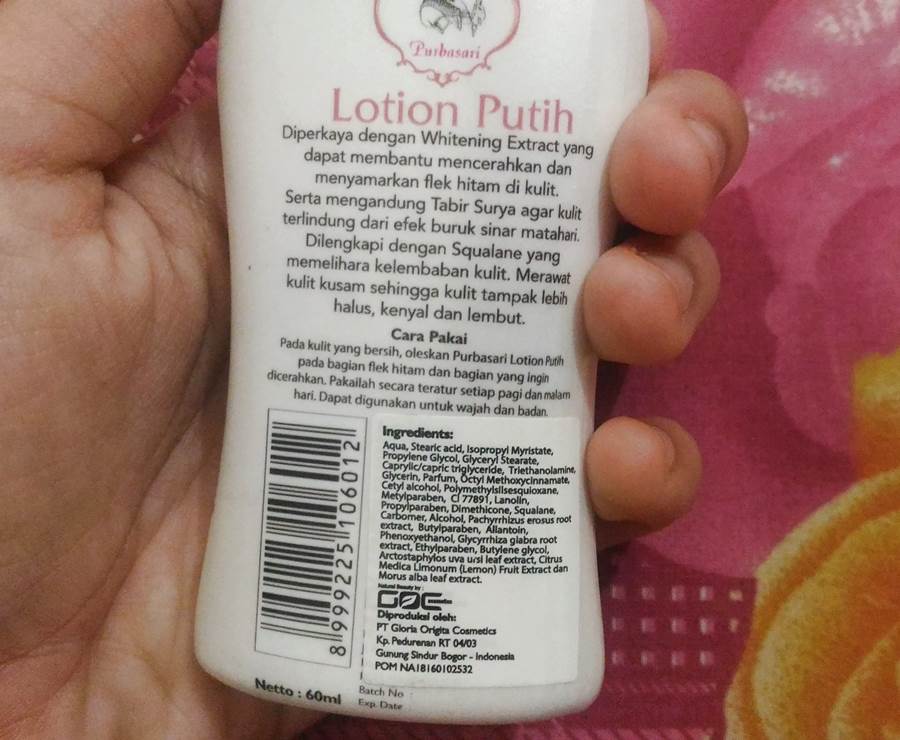 Purbasari
Lotion Putih
Diperkaya dengan Whitening Extract yang
dapat membantu mencerahkan dan
menyamarkan flek hitam di kulit.
Serta mengandung Tabir Surya agar kulit
terlindung dari efek buruk sinar matahari.
Dilengkapi dengan Squalane yang
memelihara kelembaban kulit. Merawat
kulit kusam sehingga kulit tampak lebih
halus, kenyal dan lembut.
Cara Pakai
Pada kulit yang bersih, oleskan Purbasari Lotion Putih
pada bagian flek hitam dan bagian yang ingin
dicerahkan. Pakailah secara teratur setiap pagi dan malam
hari. Dapat digunakan untuk wajah dan badan.
8 999225 106012
Ingredients:
Aqua, Stearic acid, Isopropyl Myristate,
Propylene Glycol, Glyceryl Stearate,
Caprylic/capric triglyceride, Triethanolamine,
Glycerin, Parfum, Octyl Methoxycinnamate,
Cetyl alcohol, Polymethylsilsesquioxane,
Metylparaben, CI 77891, Lanolin,
Propylparaben, Dimethicone, Squalane,
Carbomer, Alcohol, Pachyrrhizus erosus root
extract, Butylparaben, Allantoin,
Phenoxyethanol, Glycyrrhiza glabra root
extract, Ethylparaben, Butylene glycol,
Arctostaphylos uva ursi leaf extract, Citrus
Medica Limonum (Lemon) Fruit Extract dan
Morus alba leaf extract.
Natural Beauty by :
GOE cosmetics
Diproduksi oleh:
PT Gloria Origita Cosmetics
Kp. Pedurenan RT 04/03
Gunung Sindur Bogor - Indonesia
POM NA18160102532
Netto : 60ml
Batch No :
Exp. Date